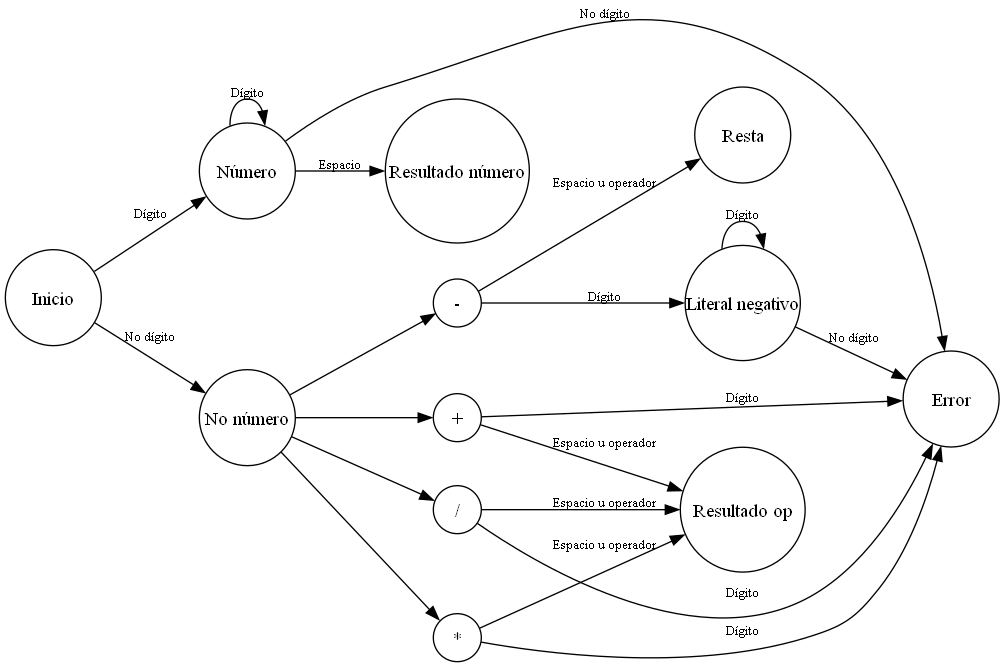 No dígito
Dígito
Número
Espacio
Resultado número
Resta
Espacio u operador
Dígito
Dígito
Literal negativo
Inicio
-
Dígito
No dígito
No dígito
No número
+
Dígito
Error
Espacio u operador
/
Espacio u operador
Resultado op
Espacio u operador
Dígito
*
Dígito